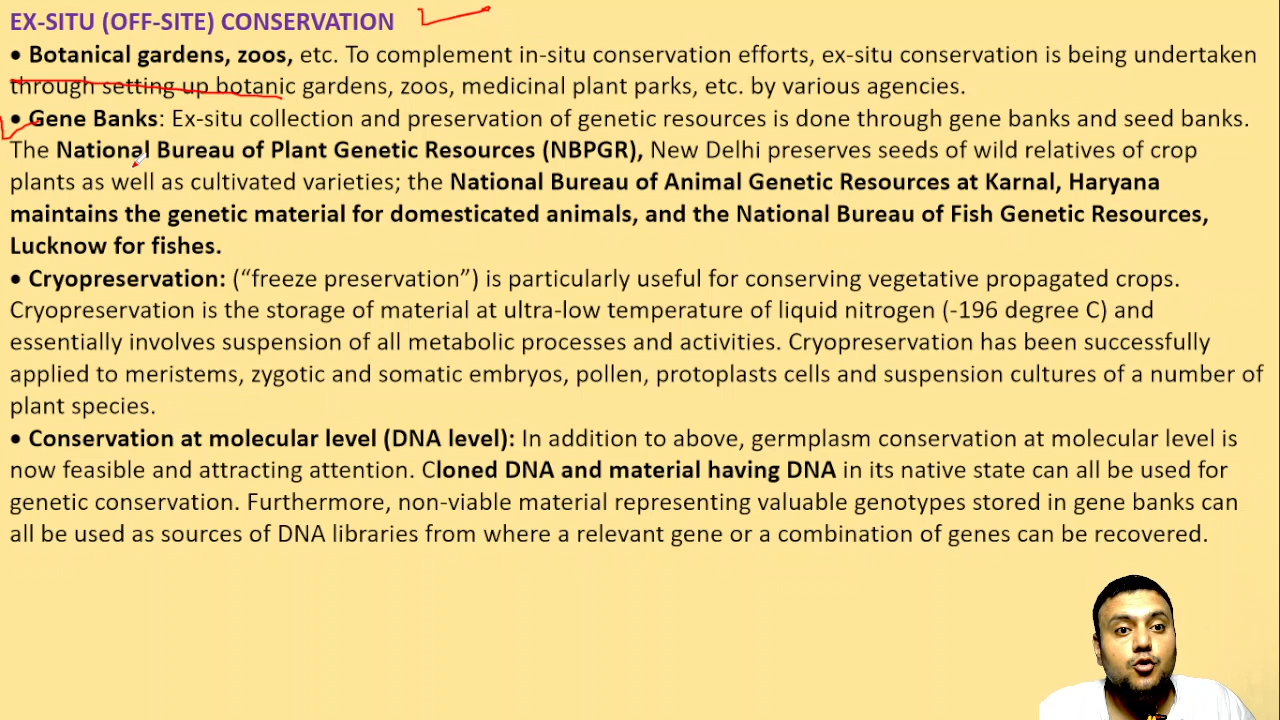 EX-SITU (OFF-SITE) CONSERVATION
• Botanical gardens, zoos, etc. To complement in-situ conservation efforts, ex-situ conservation is being undertaken
through setting up botanic gardens, zoos, medicinal plant parks, etc. by various agencies.
• Gene Banks: Ex-situ collection and preservation of genetic resources is done through gene banks and seed banks.
The National Bureau of Plant Genetic Resources (NBPGR), New Delhi preserves seeds of wild relatives of crop
plants as well as cultivated varieties; the National Bureau of Animal Genetic Resources at Karnal, Haryana
maintains the genetic material for domesticated animals, and the National Bureau of Fish Genetic Resources,
Lucknow for fishes.
• Cryopreservation: (“freeze preservation”) is particularly useful for conserving vegetative propagated crops.
Cryopreservation is the storage of material at ultra-low temperature of liquid nitrogen (-196 degree C) and
essentially involves suspension of all metabolic processes and activities. Cryopreservation has been successfully
applied to meristems, zygotic and somatic embryos, pollen, protoplasts cells and suspension cultures of a number of
plant species.
• Conservation at molecular level (DNA level): In addition to above, germplasm conservation at molecular level is
now feasible and attracting attention. Cloned DNA and material having DNA in its native state can all be used for
genetic conservation. Furthermore, non-viable material representing valuable genotypes stored in gene banks can
all be used as sources of DNA libraries from where a relevant gene or a combination of genes can be recovered.